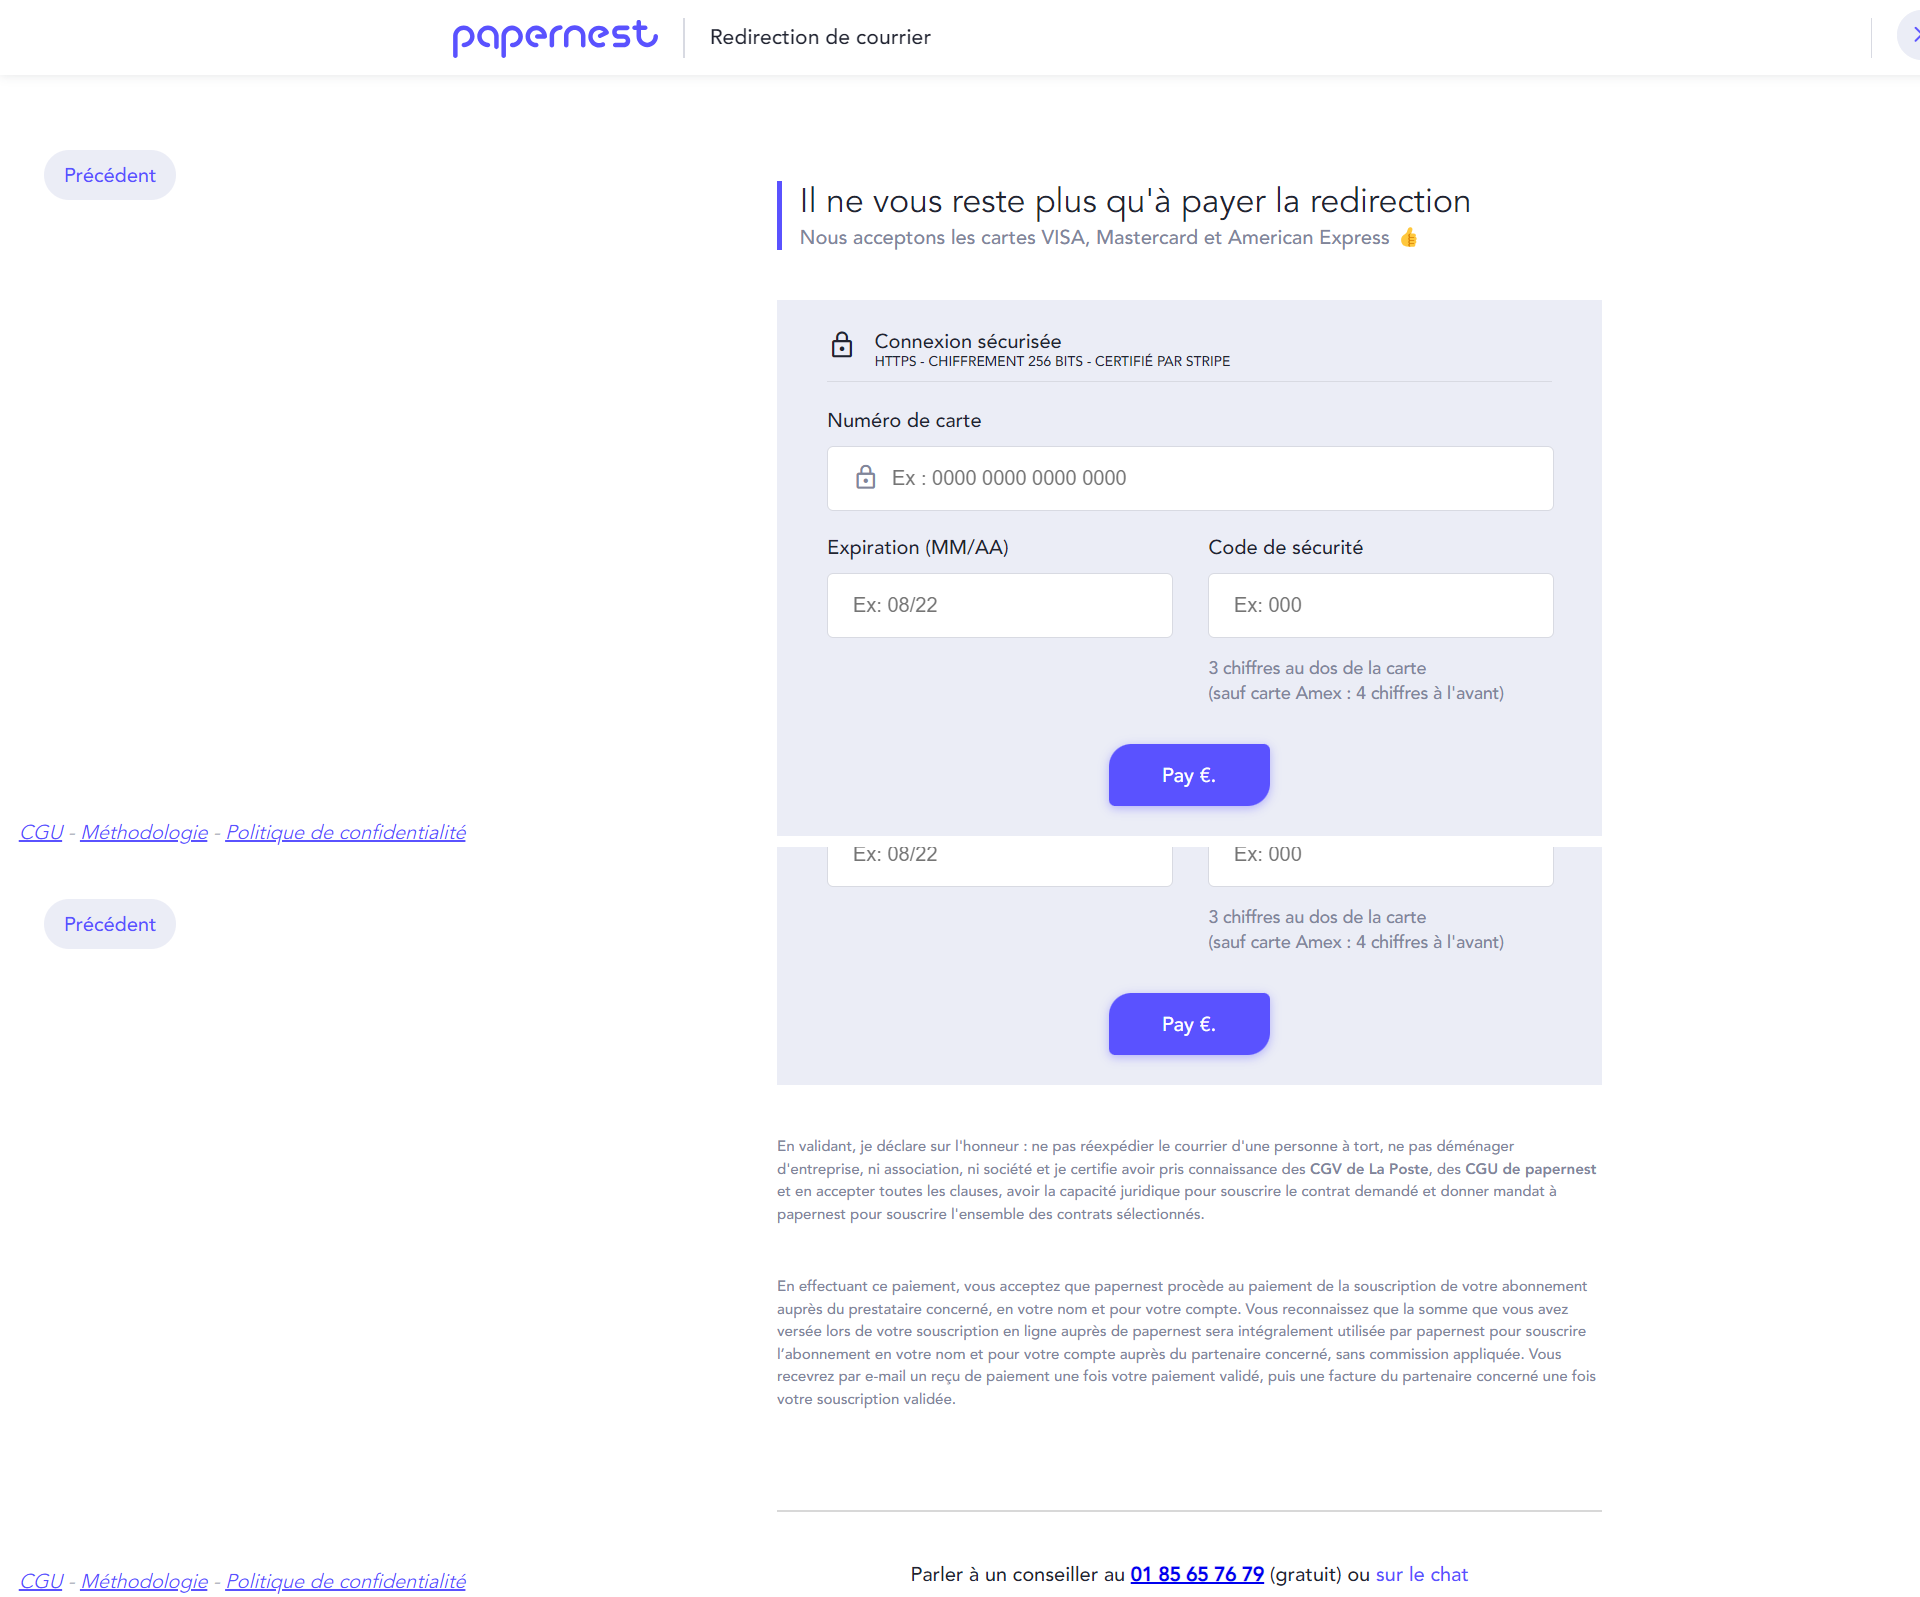 papernest
Redirection de courrier
Précédent
Il ne vous reste plus qu'à payer la redirection
Nous acceptons les cartes VISA, Mastercard et American Express 👍
Connexion sécurisée
HTTPS - CHIFFREMENT 256 BITS - CERTIFIÉ PAR STRIPE
Numéro de carte
Ex : 0000 0000 0000 0000
Expiration (MM/AA)
Code de sécurité
Ex: 08/22
Ex: 000
3 chiffres au dos de la carte
(sauf carte Amex : 4 chiffres à l'avant)
Pay €.
CGU - Méthodologie - Politique de confidentialité
Ex: 08/22
Ex: 000
Précédent
3 chiffres au dos de la carte
(sauf carte Amex : 4 chiffres à l'avant)
Pay €.
En validant, je déclare sur l'honneur : ne pas réexpédier le courrier d'une personne à tort, ne pas déménager
d'entreprise, ni association, ni société et je certifie avoir pris connaissance des CGV de La Poste, des CGU de papernest
et en accepter toutes les clauses, avoir la capacité juridique pour souscrire le contrat demandé et donner mandat à
papernest pour souscrire l'ensemble des contrats sélectionnés.
En effectuant ce paiement, vous acceptez que papernest procède au paiement de la souscription de votre abonnement
auprès du prestataire concerné, en votre nom et pour votre compte. Vous reconnaissez que la somme que vous avez
versée lors de votre souscription en ligne auprès de papernest sera intégralement utilisée par papernest pour souscrire
l’abonnement en votre nom et pour votre compte auprès du partenaire concerné, sans commission appliquée. Vous
recevrez par e-mail un reçu de paiement une fois votre paiement validé, puis une facture du partenaire concerné une fois
votre souscription validée.
Parler à un conseiller au 01 85 65 76 79 (gratuit) ou sur le chat
CGU - Méthodologie - Politique de confidentialité